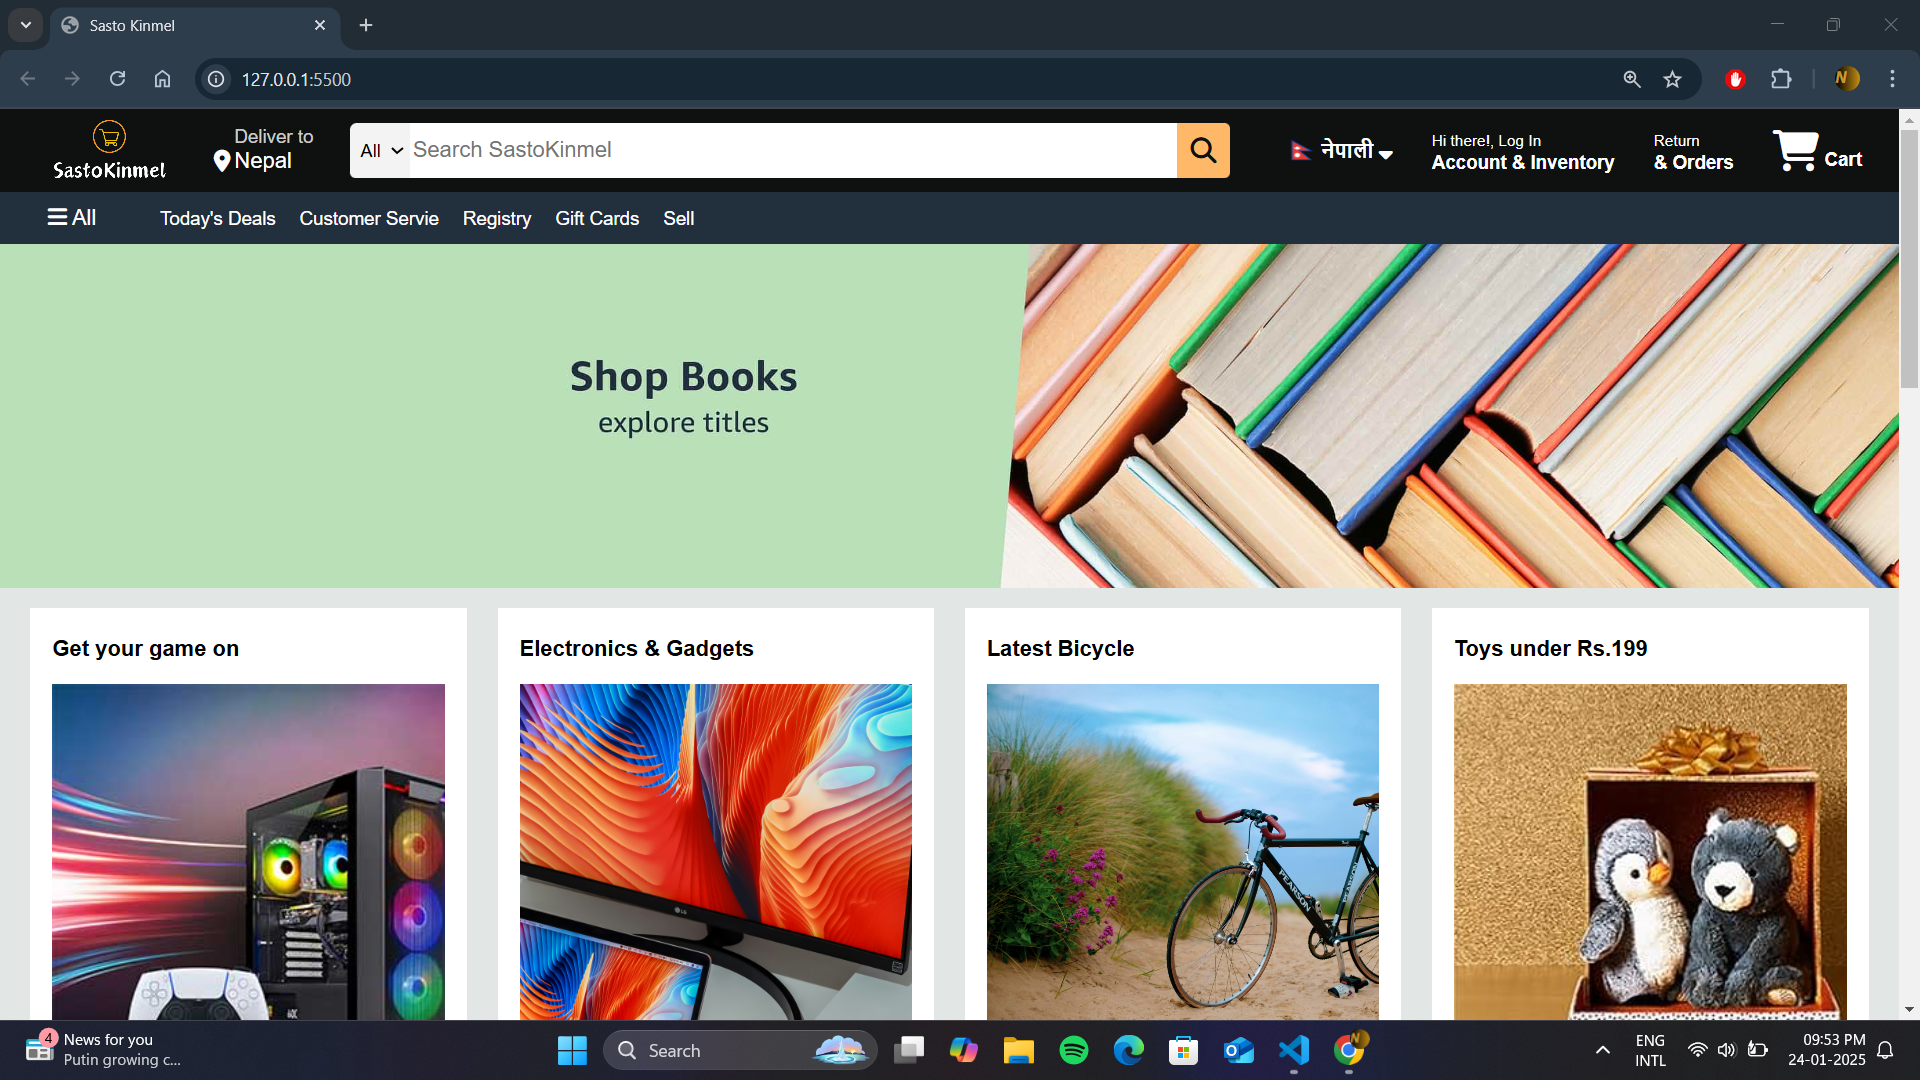 Sasto Kinmel
127.0.0.1:5500
N
SastoKinmel
Deliver to
Nepal
All
Search SastoKinmel
नेपाली
Hi there!, Log In
Account & Inventory
Return
& Orders
Cart
All
Today's Deals
Customer Servie
Registry
Gift Cards
Sell
Shop Books
explore titles
Get your game on
Electronics & Gadgets
Latest Bicycle
Toys under Rs.199
PEARSON
PEARSON
LG
4
News for you
Putin growing c...
Search
N
ENG
INTL
09:53 PM
24-01-2025